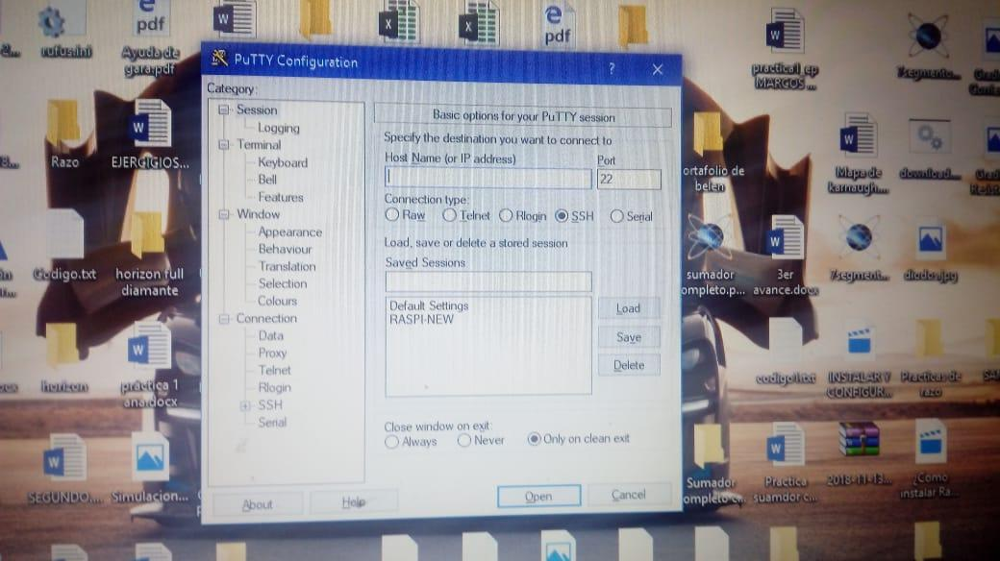 rufus.ini
pdf
Ayuda de
gara.pdf
pdf
Razo
EJERGIGIOS...
Codigo.txt
horizon full
diamante
horizon
práctica 1
ana.docx
SEGUNDO....
Simulacion...
PuTTY Configuration
?
Category:
Session
Logging
Terminal
Keyboard
Bell
Features
Window
Appearance
Behaviour
Translation
Selection
Colours
Connection
Data
Proxy
Telnet
Rlogin
SSH
Serial
Basic options for your PuTTY session
Specify the destination you want to connect to
Host Name (or IP address)
Port
22
Connection type:
Raw
Telnet
Rlogin
SSH
Serial
Load, save or delete a stored session
Saved Sessions
Default Settings
RASPI-NEW
Load
Save
Delete
Close window on exit:
Always
Never
Only on clean exit
About
Help
Open
Cancel
practica1 ep
MARCOS ...
7segmento...
ortafolio de
belen
Mapa de
karnaugh...
download...
sumador
ompleto.p...
3er
avance.docx
7segment...
diodos.jpg
codigo1.txt
INSTALAR Y
CONFIGUR...
Practicas de
razo
Sumador
ompleto c...
Practica
suamdor c...
2018-11-13...
¿Como
instalar Ra...